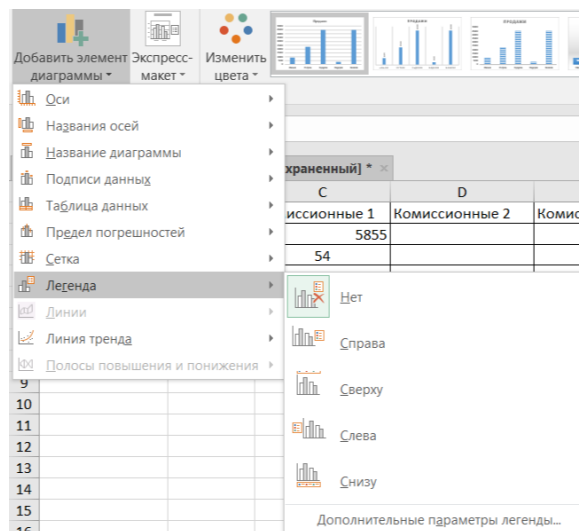 Добавить элемент диаграммы
Экспресс-макет
Изменить цвета
Оси
Названия осей
Название диаграммы
Подписи данных
Таблица данных
Предел погрешностей
Сетка
Легенда
Линии
Линия тренда
Полосы повышения и понижения
храненный] *
C D
иссионные 1 Комиссионные 2 Комис
5855
54
Нет
Справа
Сверху
Слева
Снизу
Дополнительные параметры легенды...
9
10
11
12
13
14
15
16